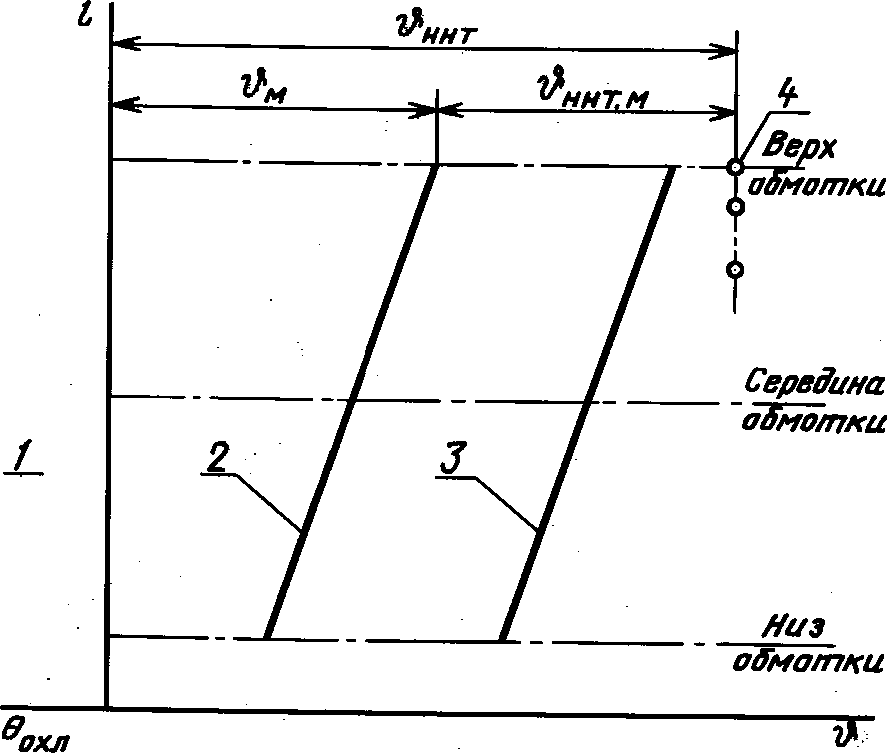 l
ϑннт
ϑм
ϑннт.м
4
Верх
обмотки
Середина
обмотки
1
2
3
Низ
обмотки
Θохл
ϑ